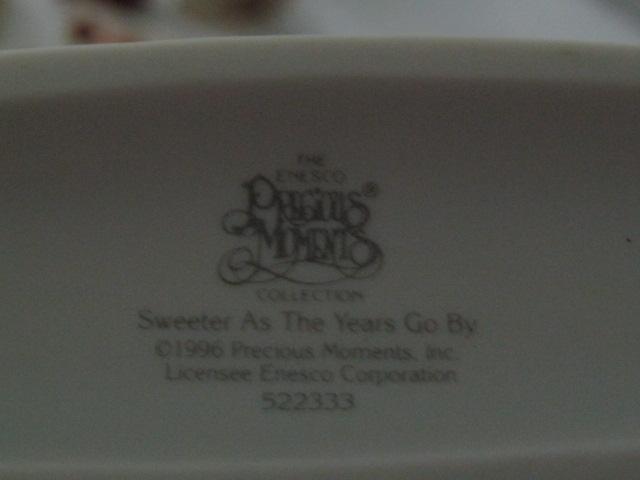 THE
ENESCO
PRECIOUS®
MOMENTS
COLLECTION
Sweeter As The Years Go By
©1996 Precious Moments, Inc.
Licensee Enesco Corporation
522333